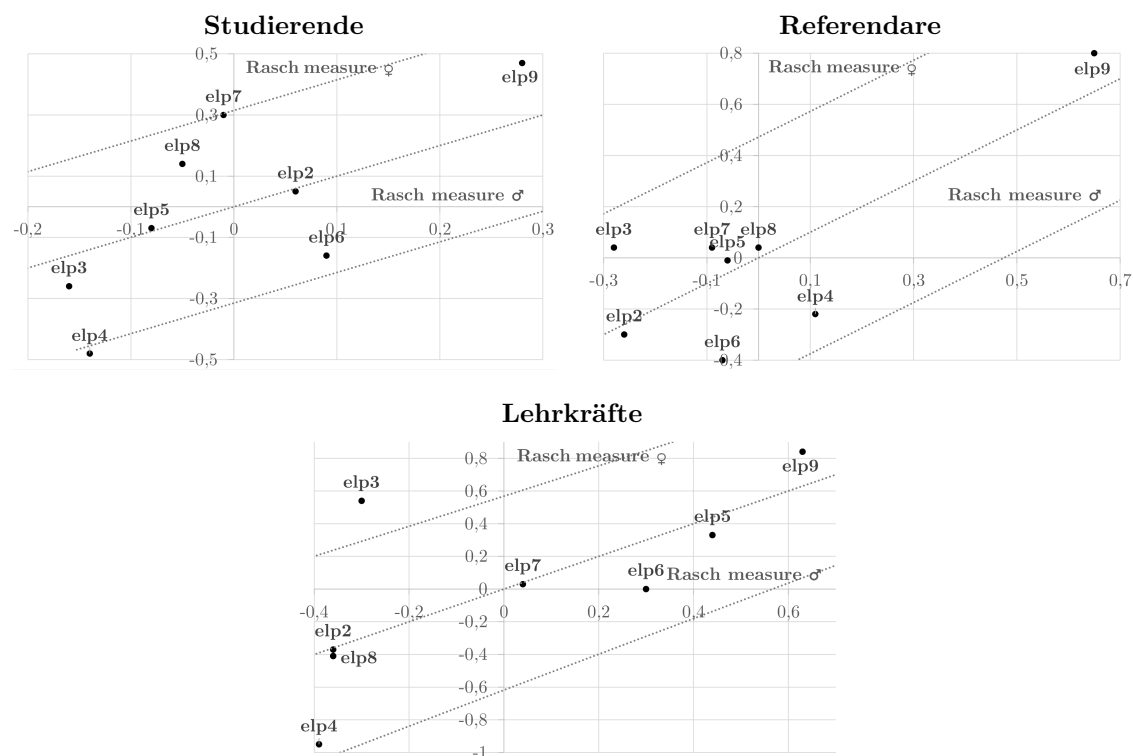 Studierende
0,5
Rasch measure ♀
elp9
elp7
0,3
elp8
elp2
0,1
Rasch measure ♂
elp5
-0,2 -0,1 0 0,1 0,2 0,3
-0,1
elp6
elp3
-0,3
elp4
-0,5
Referendare
0,8
Rasch measure ♀
elp9
0,6
0,4
0,2
Rasch measure ♂
elp3 elp7 elp8
elp5
0
-0,3 -0,1 0,1 0,3 0,5 0,7
-0,2
elp4
elp2
elp6
-0,4
Lehrkräfte
0,8
Rasch measure ♀
elp9
elp3
0,6
elp5
0,4
0,2
elp7
elp6 Rasch measure ♂
0
-0,4 -0,2 0 0,2 0,4 0,6
-0,2
elp2
-0,4
elp8
-0,6
-0,8
elp4
-1